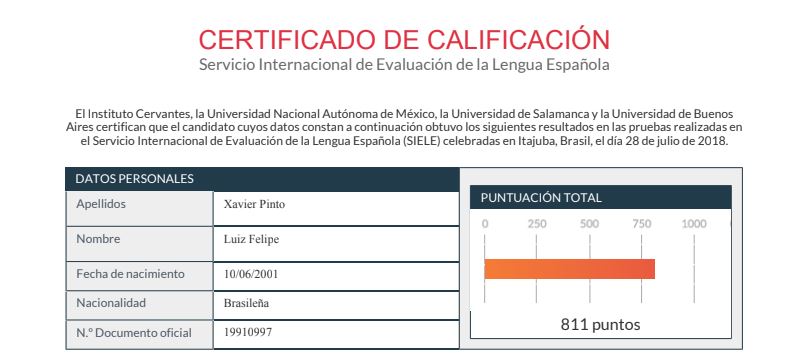 CERTIFICADO DE CALIFICACIÓN
Servicio Internacional de Evaluación de la Lengua Española
El Instituto Cervantes, la Universidad Nacional Autónoma de México, la Universidad de Salamanca y la Universidad de Buenos
Aires certifican que el candidato cuyos datos constan a continuación obtuvo los siguientes resultados en las pruebas realizadas en
el Servicio Internacional de Evaluación de la Lengua Española (SIELE) celebradas en Itajuba, Brasil, el día 28 de julio de 2018.
DATOS PERSONALES
Apellidos Xavier Pinto
Nombre Luiz Felipe
Fecha de nacimiento 10/06/2001
Nacionalidad Brasileña
N.º Documento oficial 19910997
PUNTUACIÓN TOTAL
0 250 500 750 1000
811 puntos